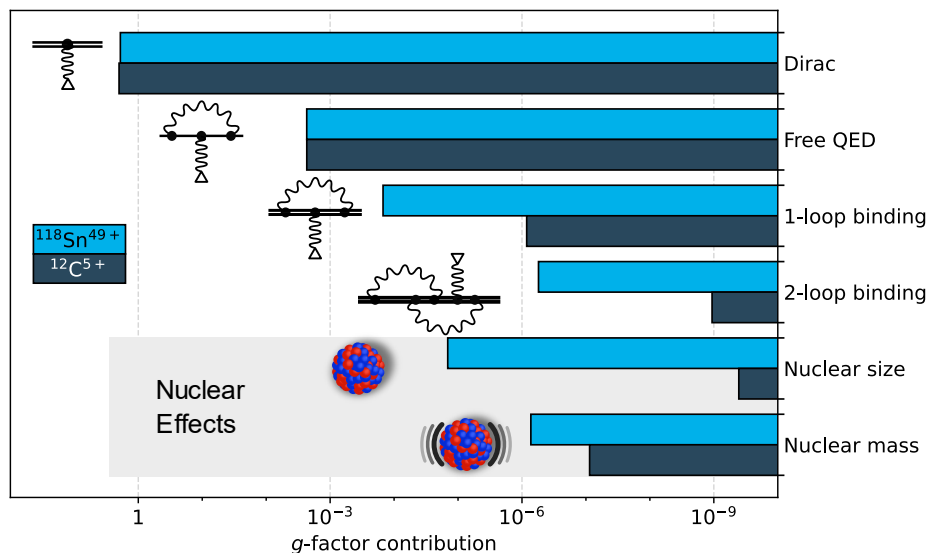 Dirac
Free QED
1-loop binding
¹¹⁸Sn⁴⁹⁺
¹²C⁵⁺
2-loop binding
Nuclear size
Nuclear
Effects
Nuclear mass
1 10⁻³ 10⁻⁶ 10⁻⁹
g-factor contribution